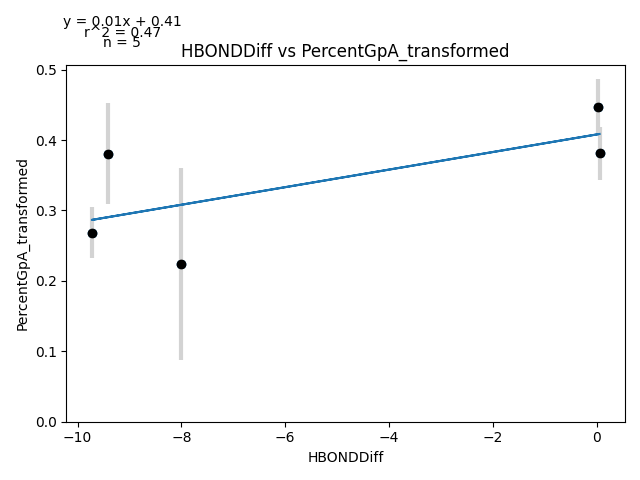 y = 0.01x + 0.41
r^2 = 0.47
n = 5
HBONDDiff vs PercentGpA_transformed
PercentGpA_transformed
0.5
0.4
0.3
0.2
0.1
0.0
−10
−8
−6
−4
−2
0
HBONDDiff